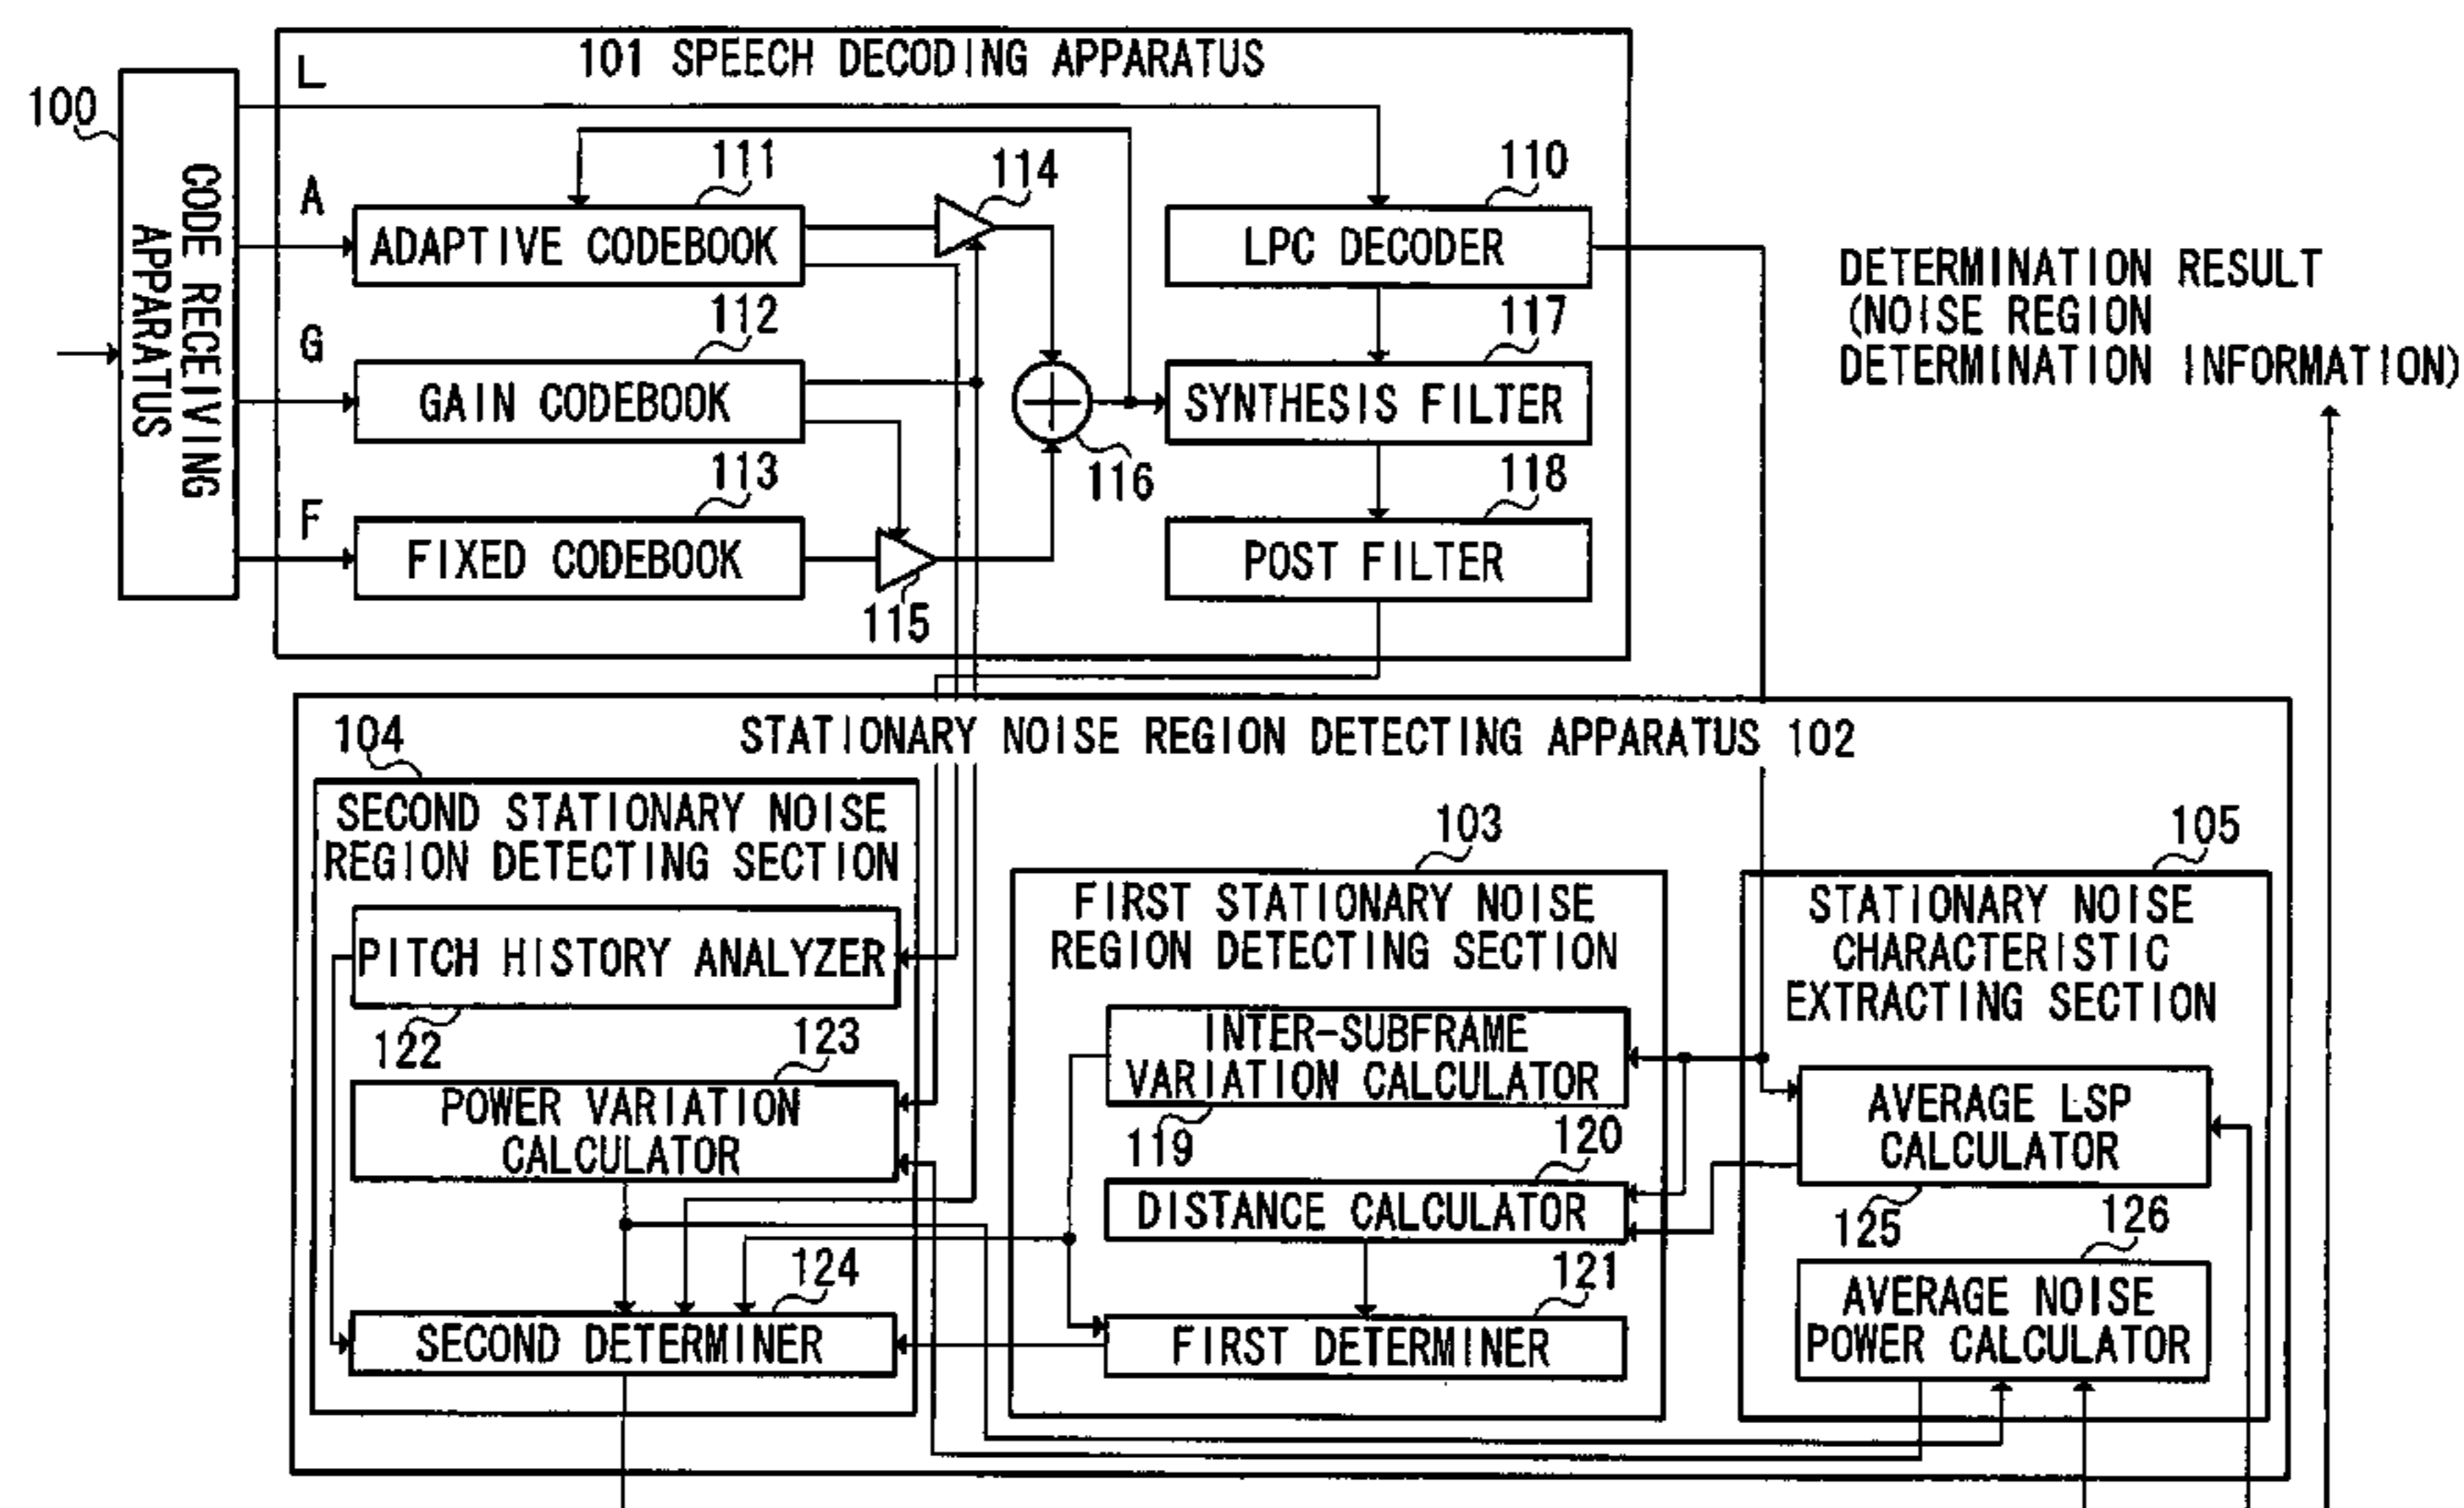 101 SPEECH DECODING APPARATUS
100
CODE RECEIVING
APPARATUS
L
A
G
F
111
ADAPTIVE CODEBOOK
112
GAIN CODEBOOK
113
FIXED CODEBOOK
114
115
116
110
LPC DECODER
117
SYNTHESIS FILTER
118
POST FILTER
DETERMINATION RESULT
(NOISE REGION
DETERMINATION INFORMATION)
STATIONARY NOISE REGION DETECTING APPARATUS 102
104
SECOND STATIONARY NOISE
REGION DETECTING SECTION
PITCH HISTORY ANALYZER
122
123
POWER VARIATION
CALCULATOR
124
SECOND DETERMINER
103
FIRST STATIONARY NOISE
REGION DETECTING SECTION
INTER-SUBFRAME
VARIATION CALCULATOR
119
120
DISTANCE CALCULATOR
121
FIRST DETERMINER
105
STATIONARY NOISE
CHARACTERISTIC
EXTRACTING SECTION
AVERAGE LSP
CALCULATOR
125
126
AVERAGE NOISE
POWER CALCULATOR